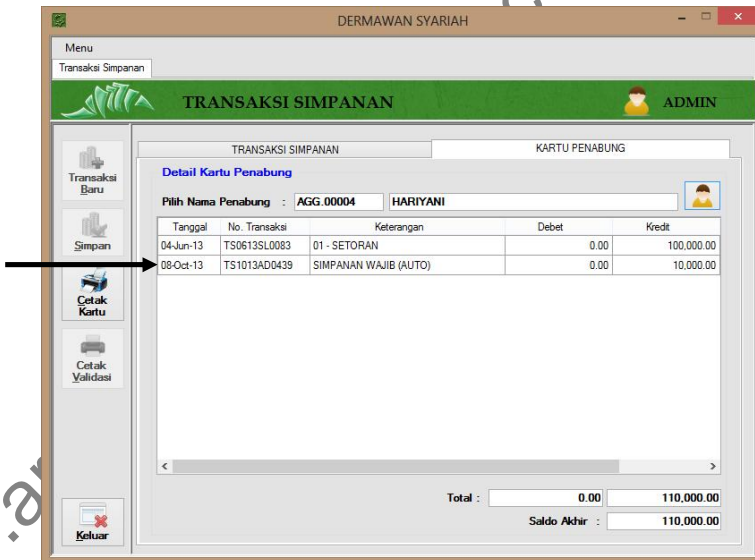 DERMAWAN SYARIAH
Menu
Transaksi Simpanan
TRANSAKSI SIMPANAN
ADMIN
TRANSAKSI SIMPANAN KARTU PENABUNG
Detail Kartu Penabung
Pilih Nama Penabung : AGG.00004 HARIYANI
Tanggal No. Transaksi Keterangan Debet Kredit
04-Jun-13 TS0613SL0083 01 - SETORAN 0.00 100,000.00
08-Oct-13 TS1013AD0439 SIMPANAN WAJIB (AUTO) 0.00 10,000.00
Total : 0.00 110,000.00
Saldo Akhir : 110,000.00
Transaksi
Baru
Simpan
Cetak
Kartu
Cetak
Validasi
Keluar